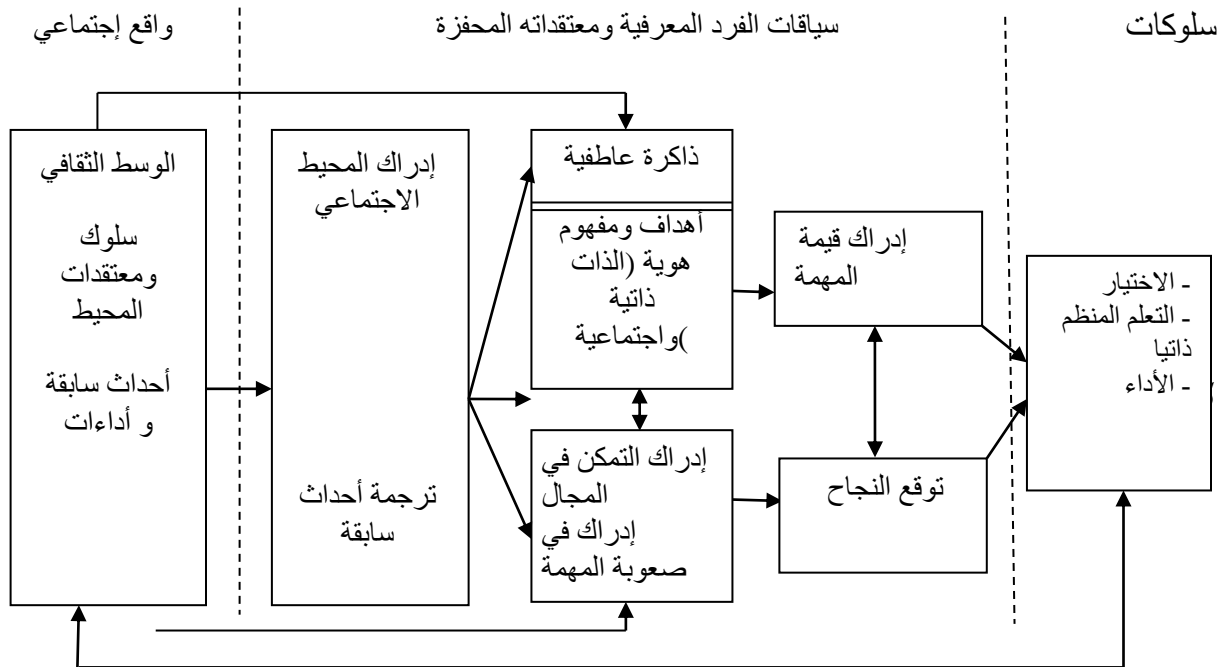 واقع إجتماعي
سياقات الفرد المعرفية ومعتقداته المحفزة
سلوكات
الوسط الثقافي
سلوك
ومعتقدات
المحيط
أحداث سابقة
و أداءات
إدراك المحيط
الاجتماعي
ترجمة أحداث
سابقة
ذاكرة عاطفية
أهداف ومفهوم
هوية (الذات
ذاتية
)واجتماعية
إدراك التمكن في
المجال
إدراك في
صعوبة المهمة
إدراك قيمة
المهمة
توقع النجاح
- الاختيار
- التعلم المنظم
ذاتيا
- الأداء